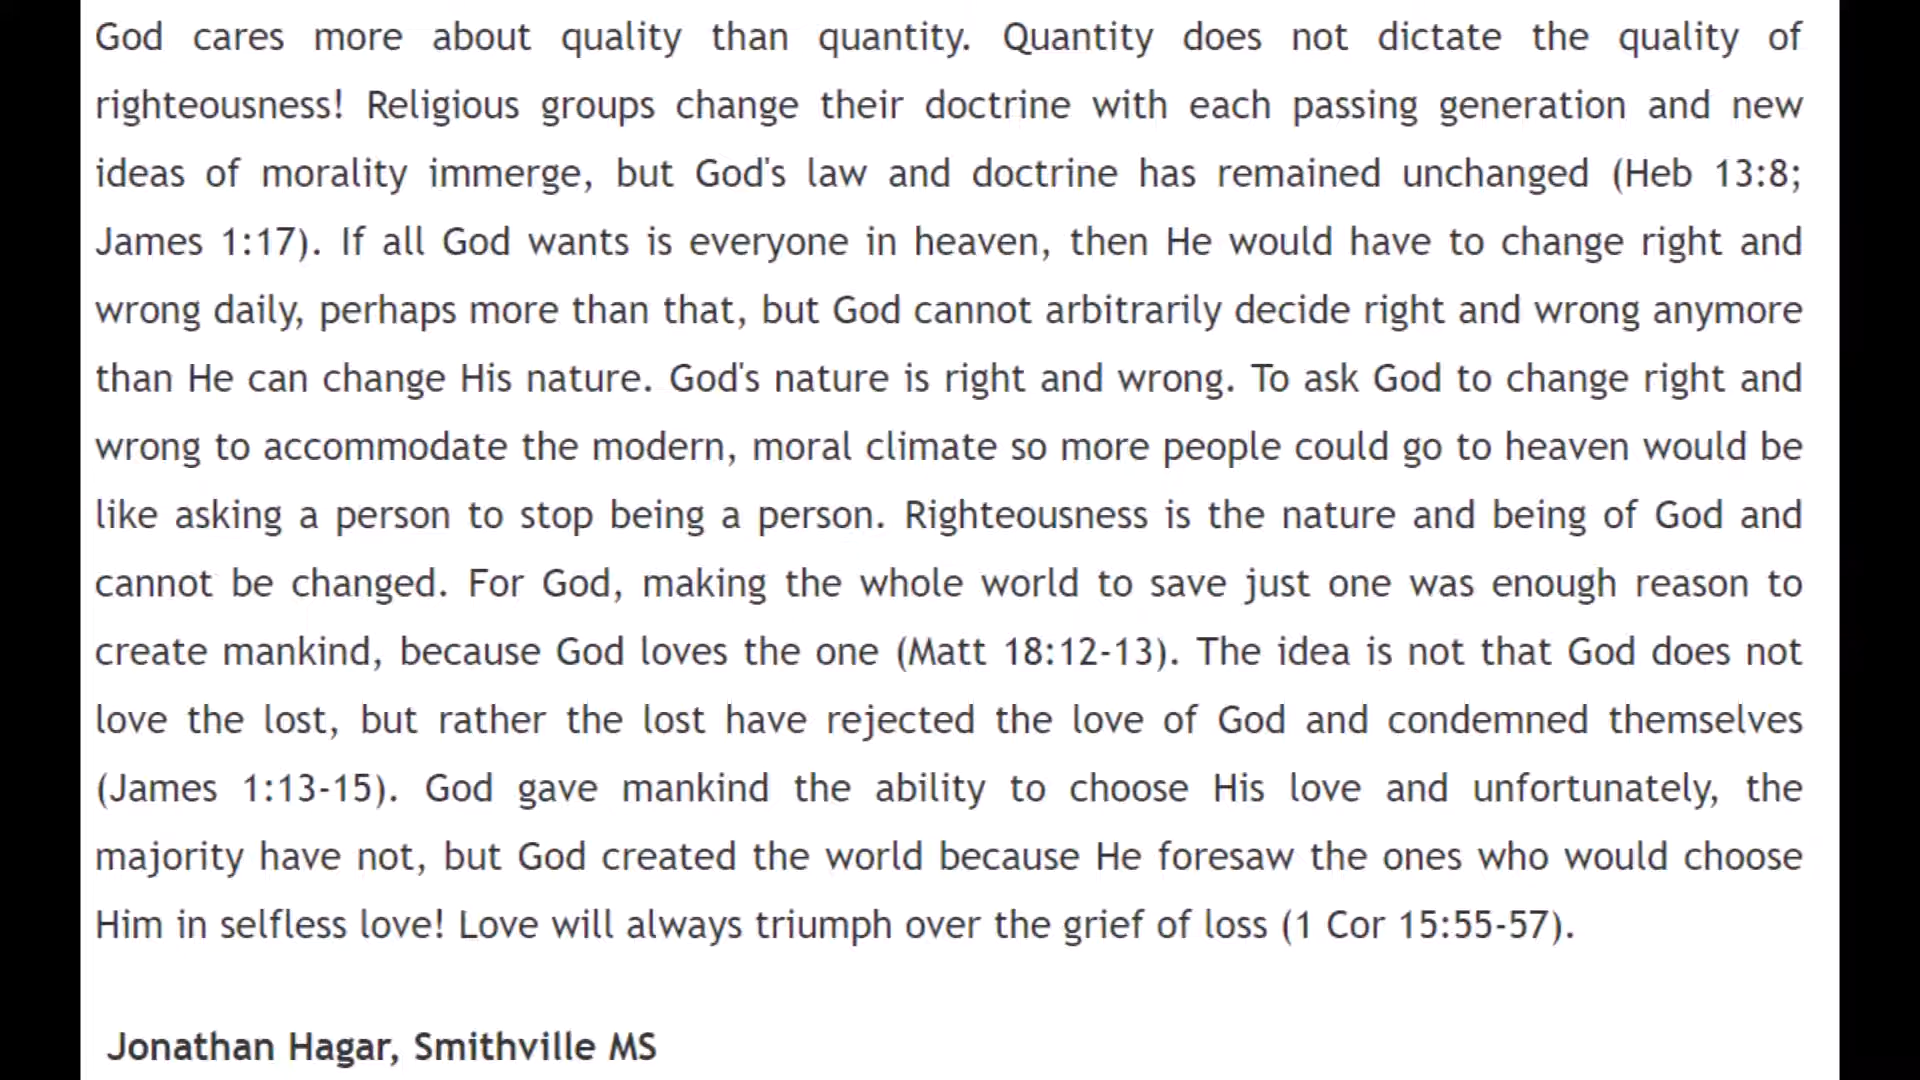 God cares more about quality than quantity. Quantity does not dictate the quality of
righteousness! Religious groups change their doctrine with each passing generation and new
ideas of morality immerge, but God's law and doctrine has remained unchanged (Heb 13:8;
James 1:17). If all God wants is everyone in heaven, then He would have to change right and
wrong daily, perhaps more than that, but God cannot arbitrarily decide right and wrong anymore
than He can change His nature. God's nature is right and wrong. To ask God to change right and
wrong to accommodate the modern, moral climate so more people could go to heaven would be
like asking a person to stop being a person. Righteousness is the nature and being of God and
cannot be changed. For God, making the whole world to save just one was enough reason to
create mankind, because God loves the one (Matt 18:12-13). The idea is not that God does not
love the lost, but rather the lost have rejected the love of God and condemned themselves
(James 1:13-15). God gave mankind the ability to choose His love and unfortunately, the
majority have not, but God created the world because He foresaw the ones who would choose
Him in selfless love! Love will always triumph over the grief of loss (1 Cor 15:55-57).
Jonathan Hagar, Smithville MS